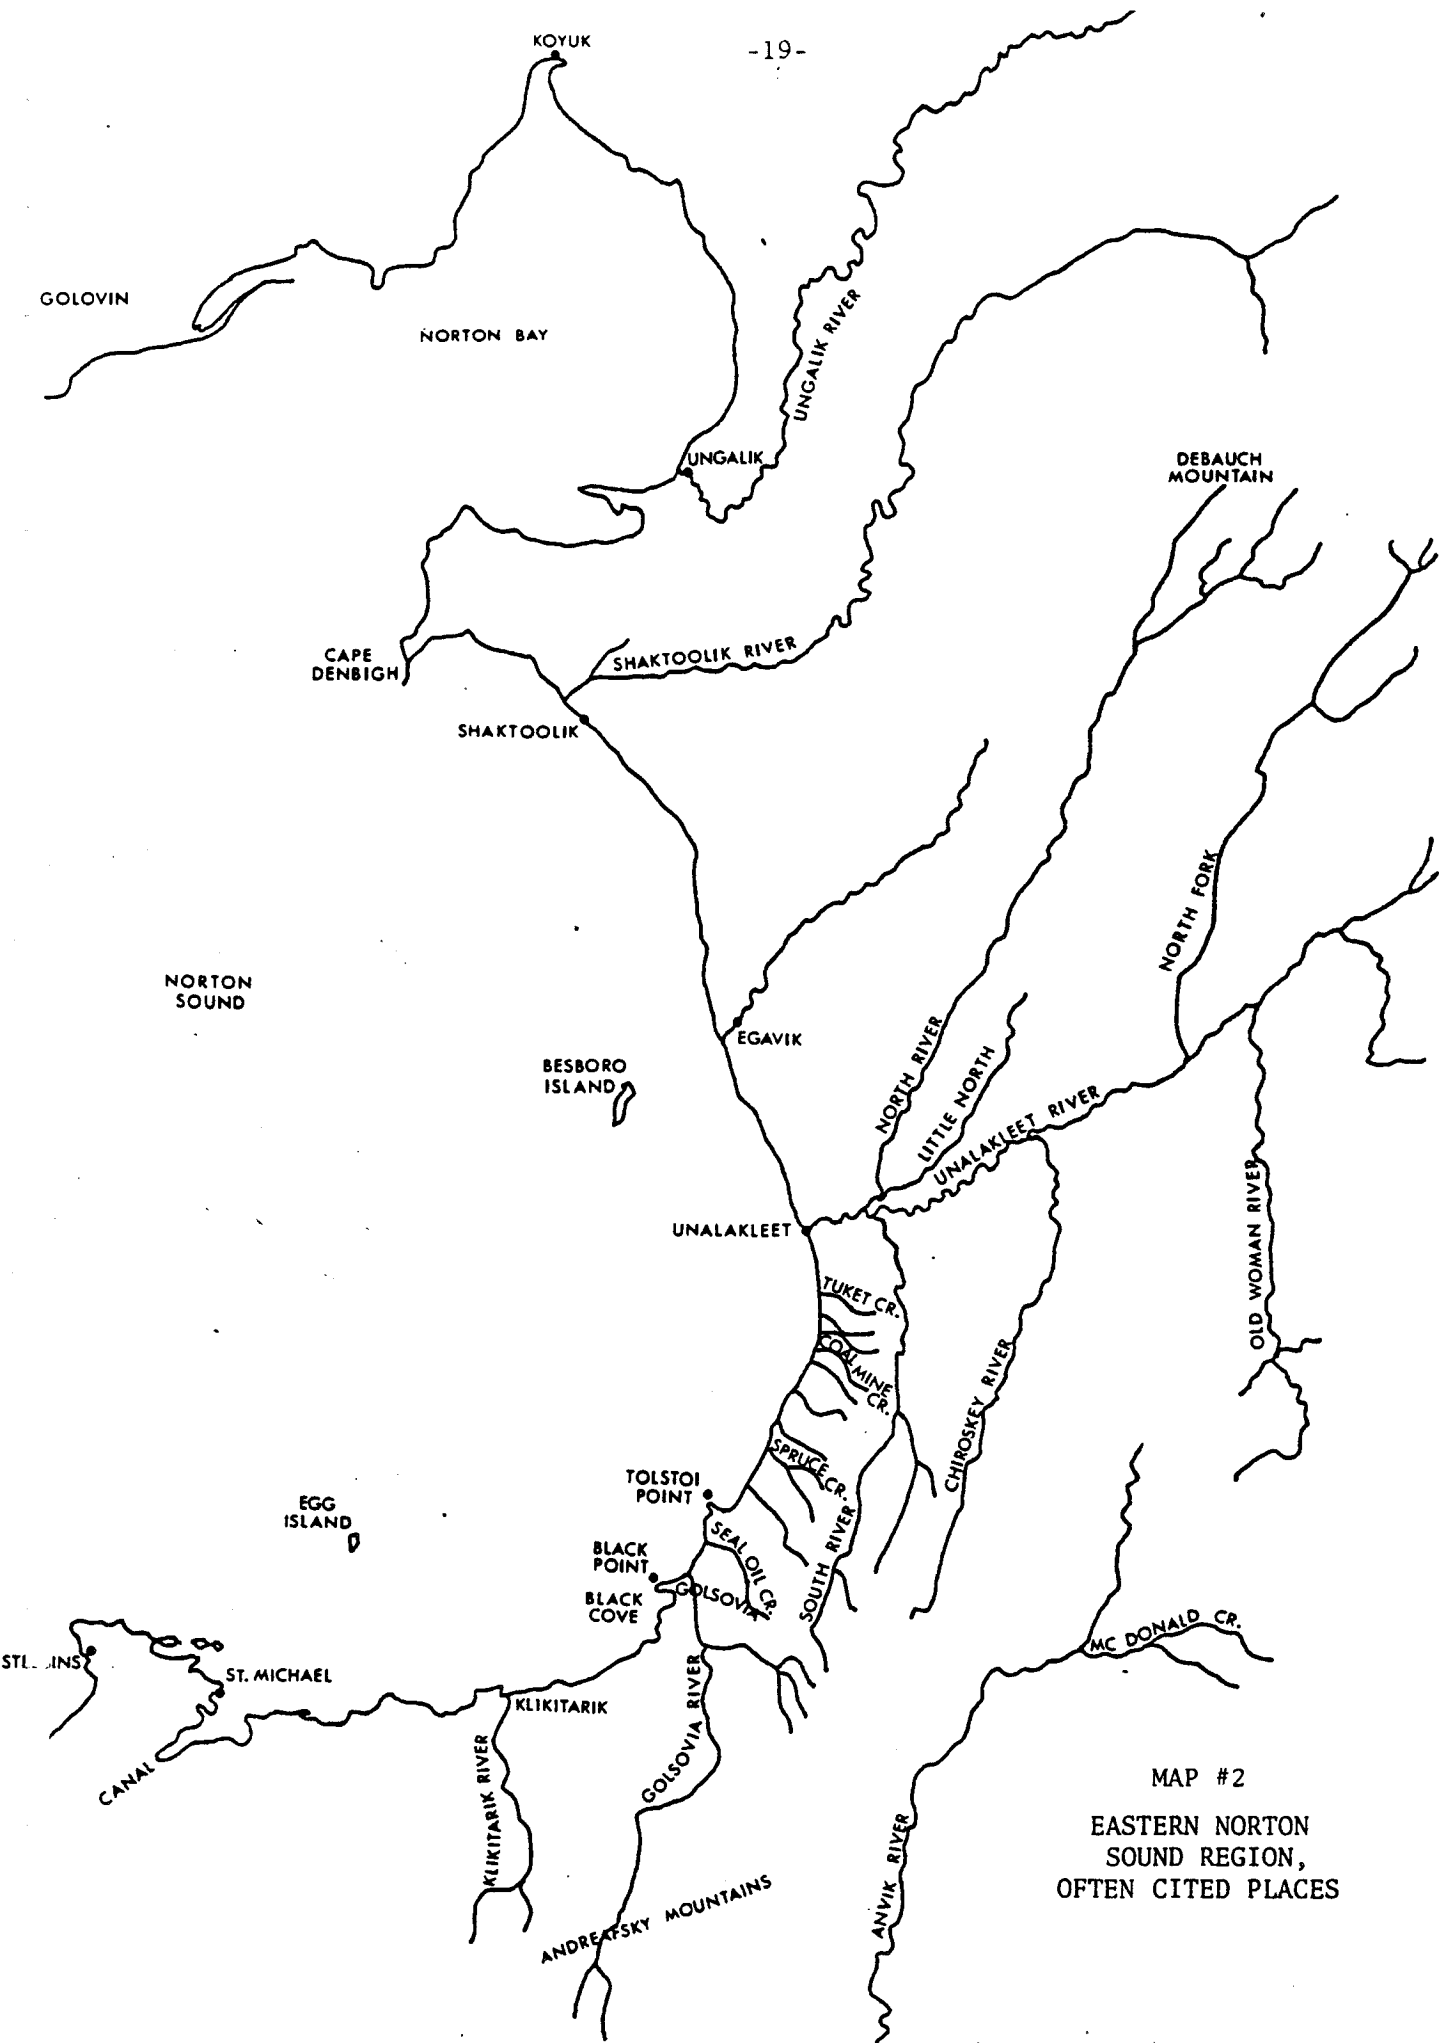 KOYUK
-19-
GOLOVIN
NORTON BAY
UNGALIK RIVER
UNGALIK
DEBAUCH
MOUNTAIN
CAPE
DENBIGH
SHAKTOOLIK RIVER
SHAKTOOLIK
NORTH FORK
NORTON
SOUND
EGAVIK
BESBORO
ISLAND
NORTH RIVER
LITTLE NORTH
UNALAKLEET RIVER
UNALAKLEET
OLD WOMAN RIVER
TUKET CR.
COAL MINE
CR.
CHIROSKEY RIVER
SPRUCE CR.
TOLSTOI
POINT
EGG
ISLAND
SEAL OIL CR.
SOUTH RIVER
BLACK
POINT
GOLSOVIA
BLACK
COVE
MC DONALD CR.
ST. MICHAEL
KLIKITARIK
CANAL
KLIKITARIK RIVER
GOLSOVIA RIVER
ANVIK RIVER
ANDREAFSKY MOUNTAINS
MAP #2
EASTERN NORTON
SOUND REGION,
OFTEN CITED PLACES